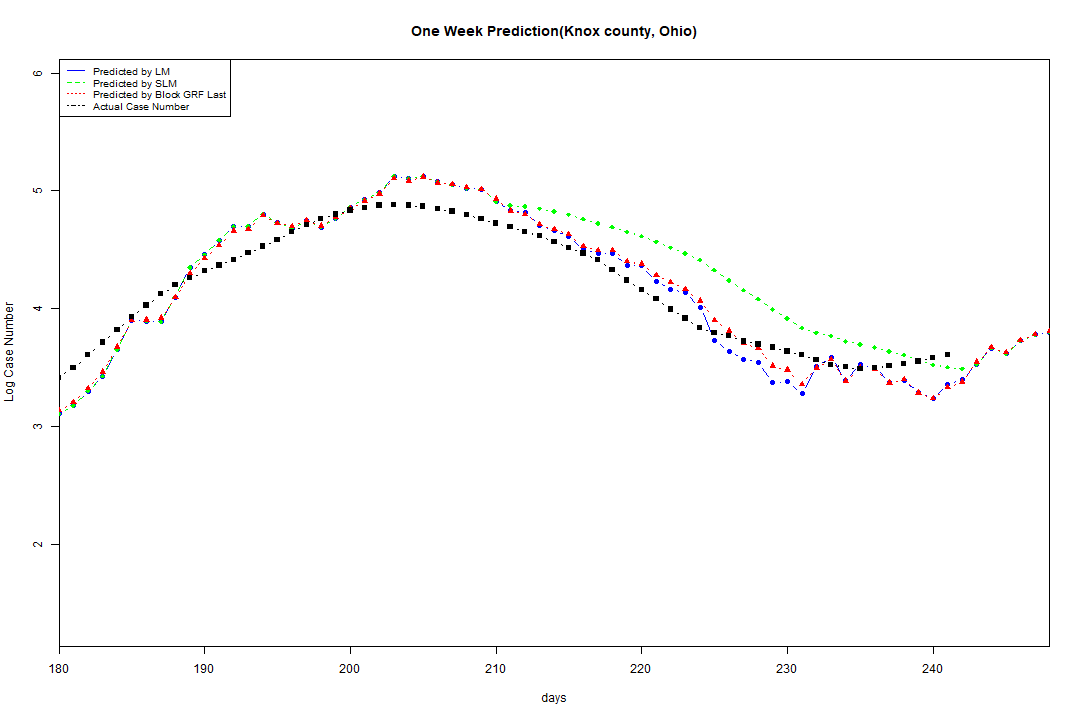 One Week Prediction(Knox county, Ohio)
Predicted by LM
Predicted by SLM
Predicted by Block GRF Last
Actual Case Number
6
5
4
3
2
Log Case Number
180 190 200 210 220 230 240
days